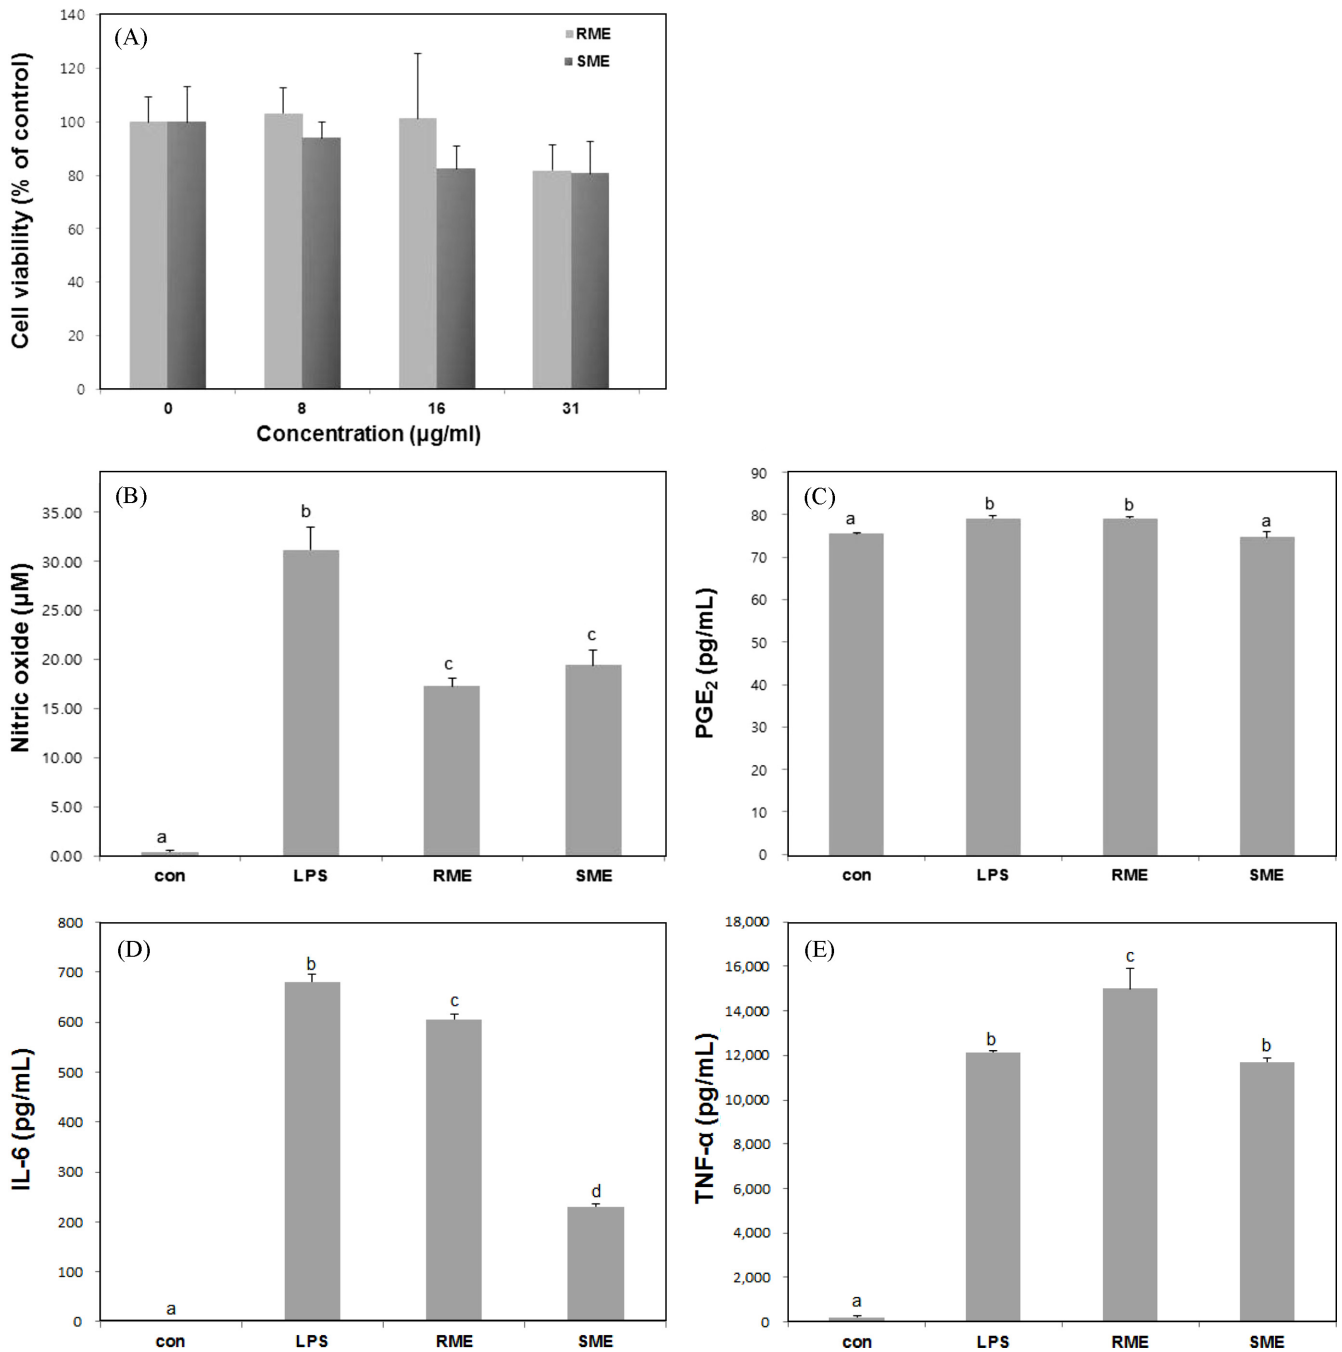 (A)
RME
SME
Cell viability (% of control)
140
120
100
80
60
40
20
0
0 8 16 31
Concentration (µg/ml)
(B)
Nitric oxide (µM)
35.00
30.00
25.00
20.00
15.00
10.00
5.00
0.00
a b c c
con LPS RME SME
(C)
PGE2 (pg/mL)
90
80
70
60
50
40
30
20
10
0
a b b a
con LPS RME SME
(D)
IL-6 (pg/mL)
800
700
600
500
400
300
200
100
0
a b c d
con LPS RME SME
(E)
TNF-α (pg/mL)
18,000
16,000
14,000
12,000
10,000
8,000
6,000
4,000
2,000
0
a b c b
con LPS RME SME